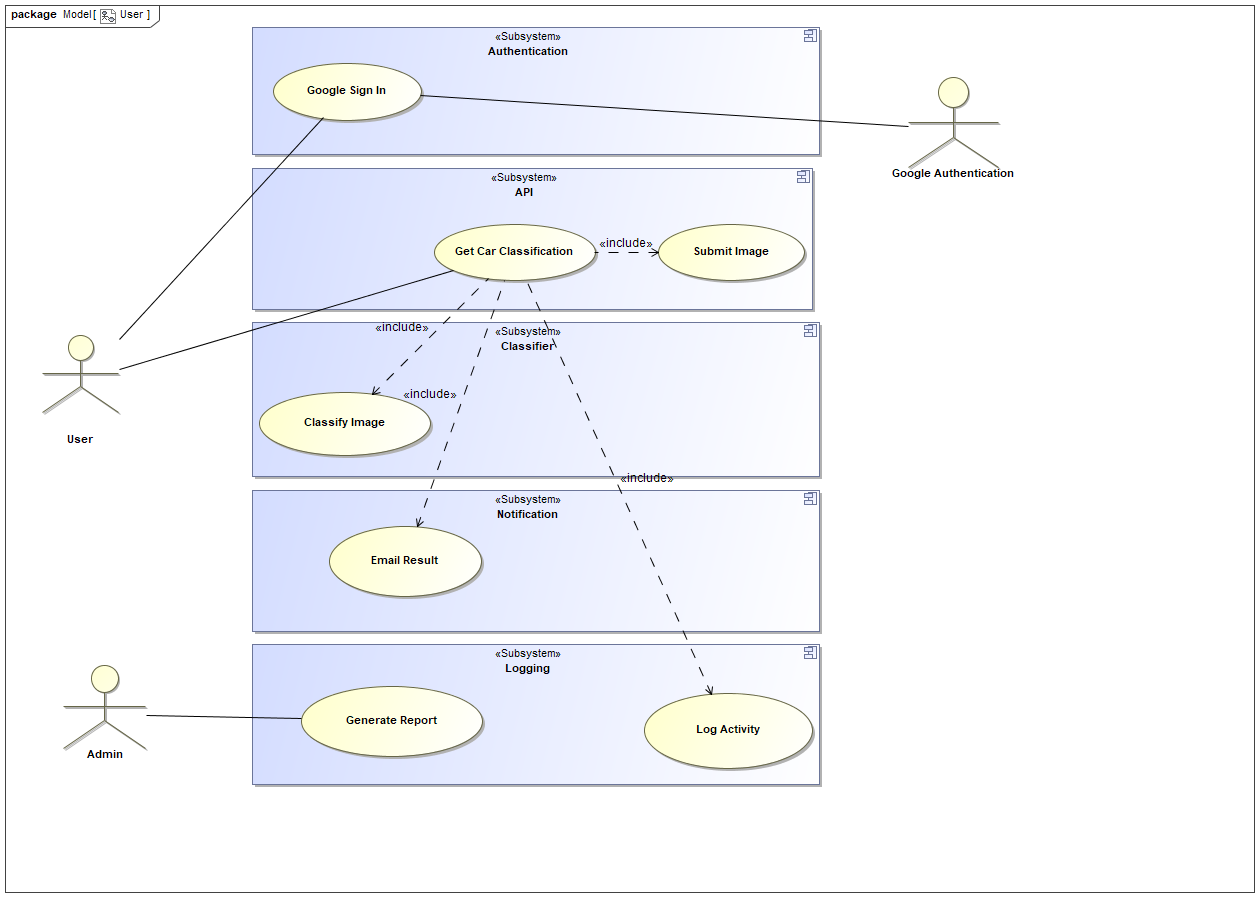 package Model[ User ]
«Subsystem»
Authentication
Google Sign In
Google Authentication
«Subsystem»
API
Get Car Classification
«include»
Submit Image
«include»
«Subsystem»
Classifier
«include»
Classify Image
User
«include»
«Subsystem»
Notification
Email Result
«Subsystem»
Logging
Generate Report
Log Activity
Admin